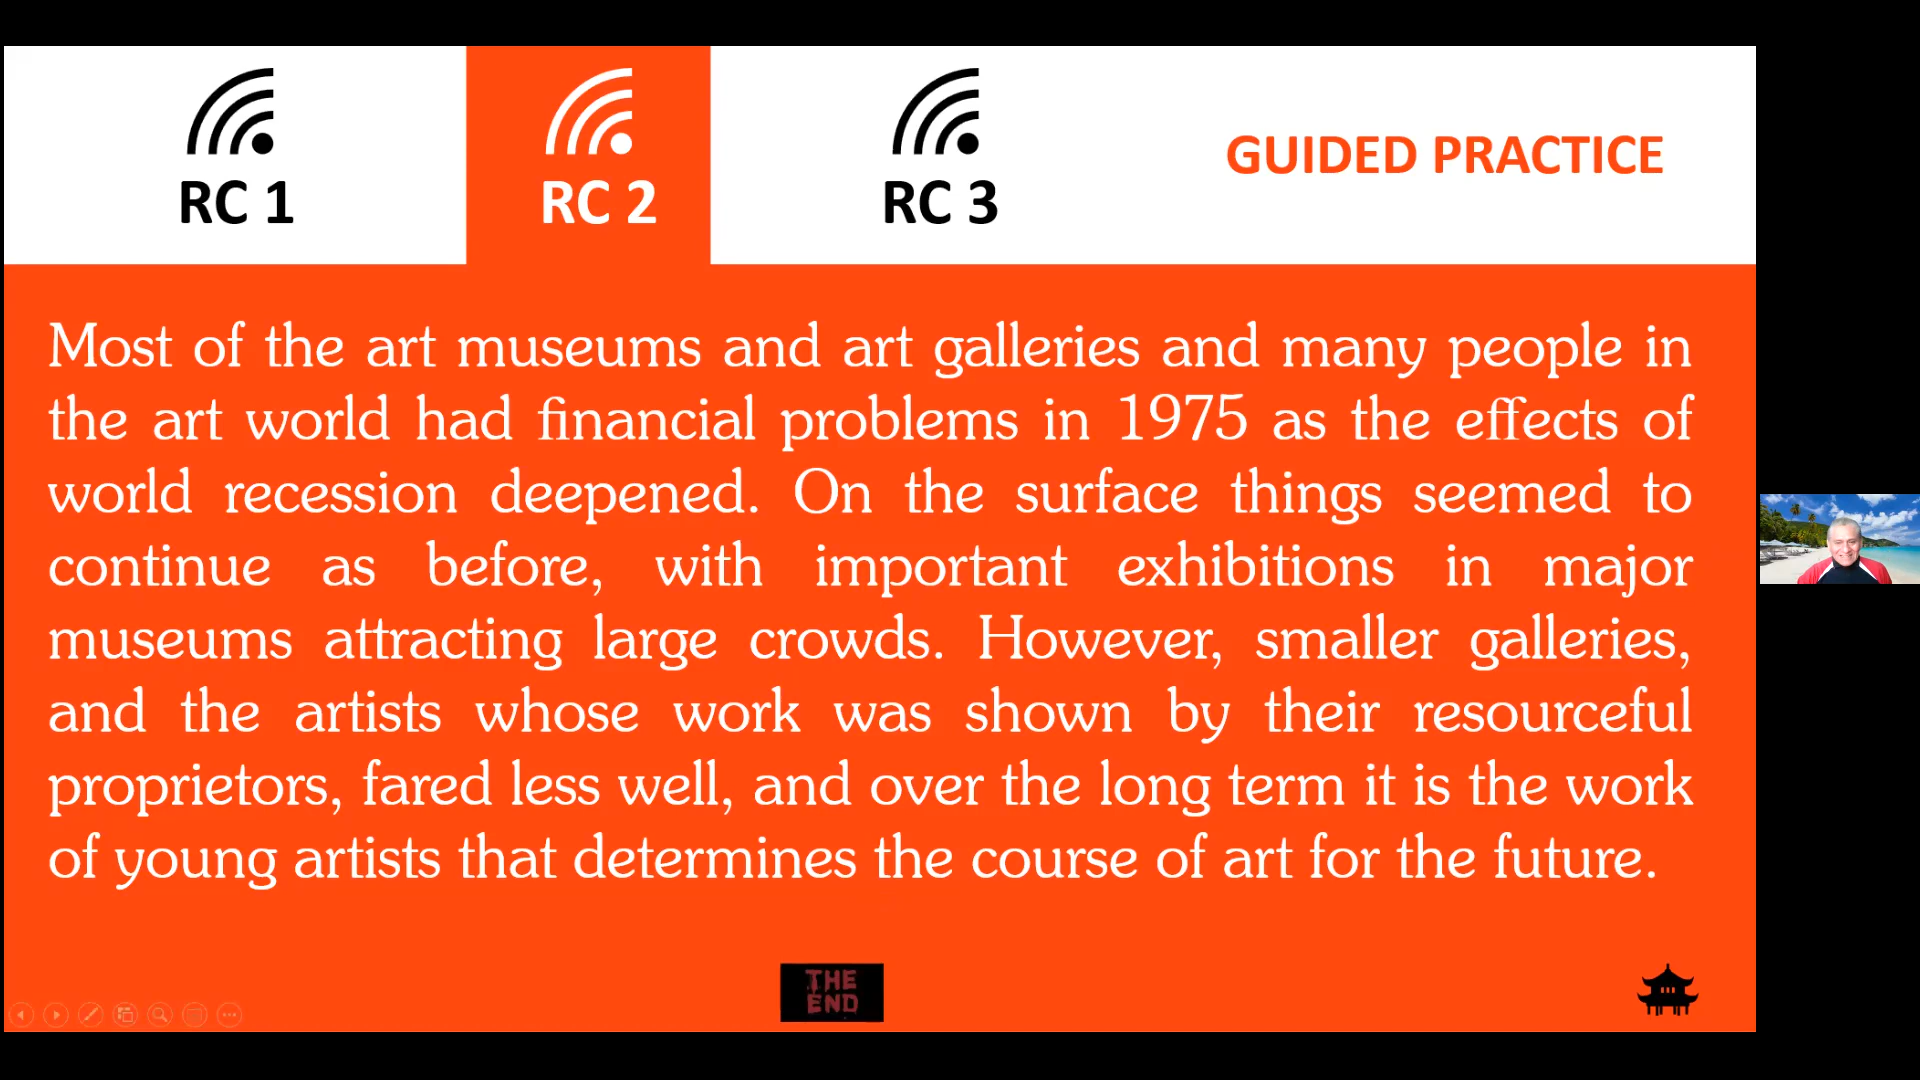 RC 1
RC 2
RC 3
GUIDED PRACTICE
Most of the art museums and art galleries and many people in
the art world had financial problems in 1975 as the effects of
world recession deepened. On the surface things seemed to
continue as before, with important exhibitions in major
museums attracting large crowds. However, smaller galleries,
and the artists whose work was shown by their resourceful
proprietors, fared less well, and over the long term it is the work
of young artists that determines the course of art for the future.
THE
END